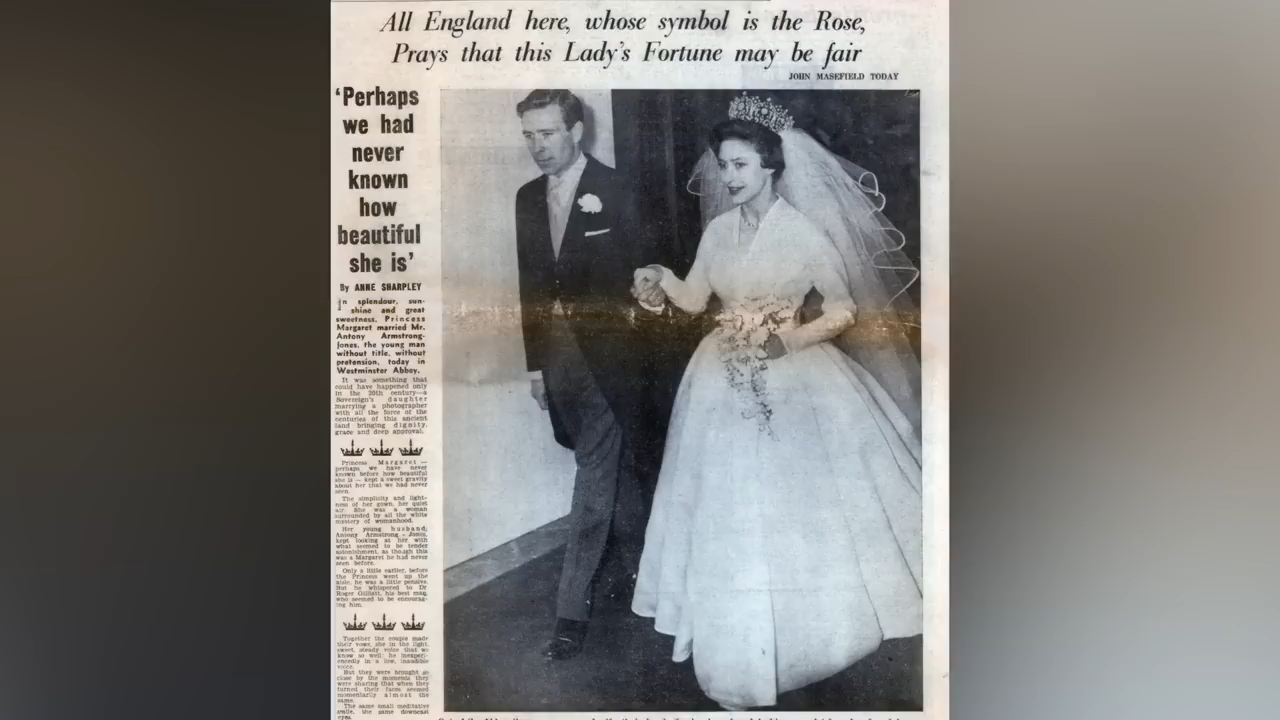 All England here, whose symbol is the Rose,
Prays that this Lady's Fortune may be fair
JOHN MASEFIELD TODAY
'Perhaps
we had
never
known
how
beautiful
she is'
By ANNE SHARPLEY
In splendour, sun-
shine and great
sweetness, Princess
Margaret married Mr.
Antony Armstrong-
Jones, the young man
without title, without
pretension, today in
Westminster Abbey.
It was something that
could have happened only
in the 20th century—a
Sovereign's daughter
marrying a photographer
with all the force of the
centuries of this ancient
land bringing dignity,
grace and deep approval.
Princess Margaret —
perhaps we have never
known before how beautiful
she is — kept a sweet gravity
about her that we had never
seen.
The simplicity and light-
ness of her gown, her quiet
air. She was a woman
surrounded by all the white
mystery of womanhood.
Her young husband,
Antony Armstrong-Jones,
kept looking at her with
what seemed to be tender
astonishment, as though this
was a Margaret he had never
seen before.
Only a little earlier, before
the Princess went up the
aisle, he was a little pensive.
But he whispered to Dr
Roger Gilliatt, his best man,
who seemed to be encourag-
ing him.
Together the couple made
their vows, she in the light,
sweet, steady voice that we
know so well; he inexperi-
encedly in a low, inaudible
voice.
But they were brought so
close by the moments they
were sharing that when they
turned their faces seemed
momentarily almost the
same.
The same small meditative
smile, the same downcast
eyes.